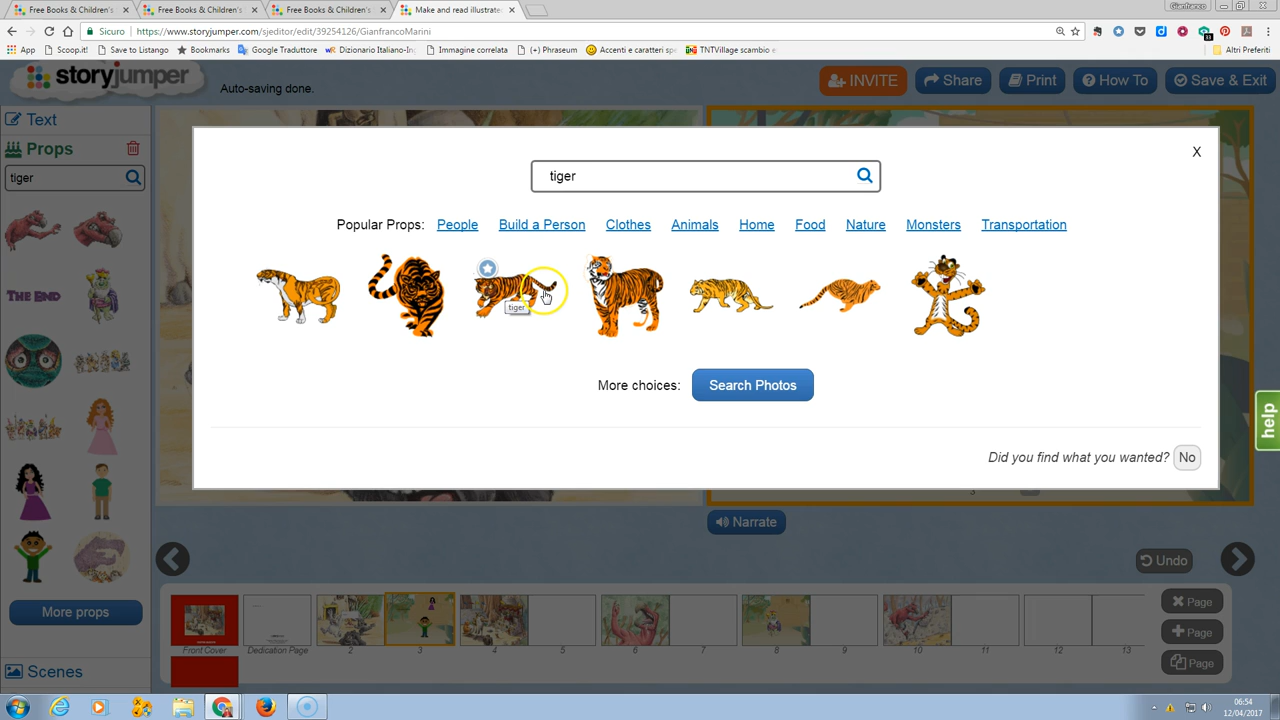 Free Books & Children's
Free Books & Children's
Free Books & Children's
Make and read illustrate
Gianfranco
Sicuro
https://www.storyjumper.com/sjeditor/edit/39254126/GianfrancoMarini
App
Scoop.it!
Save to Listango
Bookmarks
Google Traduttore
Dizionario Italiano-Ing
Immagine correlata
(+) Phraseum
Accenti e caratteri spe
TNTVillage scambio e
Altri Preferiti
storyjumper
Auto-saving done.
INVITE
Share
Print
How To
Save & Exit
Text
Props
tiger
THE END
More props
Scenes
X
tiger
Popular Props: People Build a Person Clothes Animals Home Food Nature Monsters Transportation
tiger
More choices: Search Photos
Did you find what you wanted? No
help
3
Narrate
Undo
Page
Page
Page
Front Cover
Dedication Page
2
3
4
5
6
7
8
9
10
11
12
13
06:54
12/04/2017